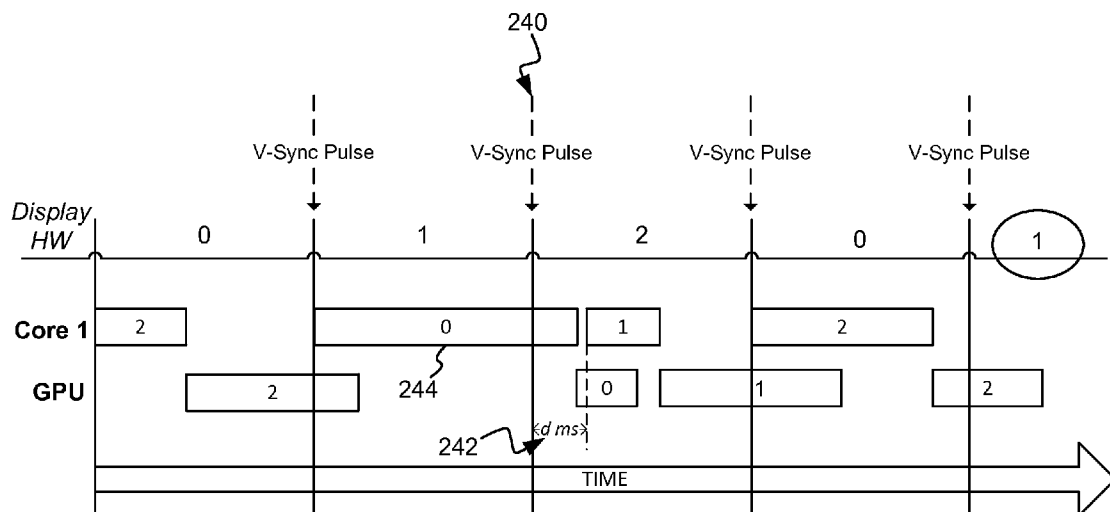 240
V-Sync Pulse V-Sync Pulse V-Sync Pulse V-Sync Pulse
Display
HW
0 1 2 0 1
Core 1 2 0 1 2
GPU 2 0 1 2
244
242 d ms
TIME